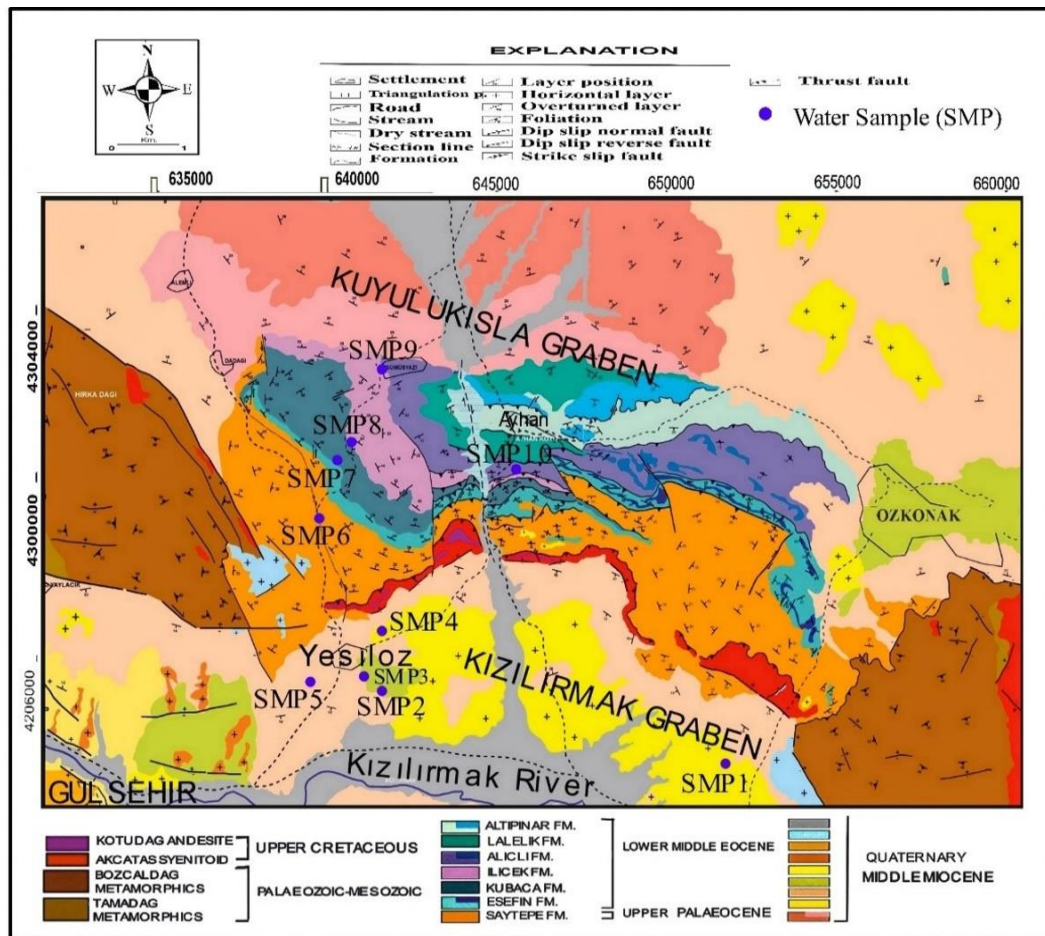 N
W E
S
Km.
0 1
EXPLANATION
Settlement
Triangulation p.
Road
Stream
Dry stream
Section line
Formation
Layer position
Horizontal layer
Overturned layer
Foliation
Dip slip normal fault
Dip slip reverse fault
Strike slip fault
Thrust fault
Water Sample (SMP)
635000 640000 645000 650000 655000 660000
4304000
4300000
4206000
KUYULUKISLA GRABEN
DADAGI
HIRKA DAGI
SMP9
SMP8
Ayhan
SMP10
SMP7
SMP6
OZKONAK
SMP4
Yesiloz
SMP3
SMP5
SMP2
KIZILIRMAK GRABEN
SMP1
Kızılırmak River
GUL SEHIR
KOTUDAG ANDESITE
AKCATAS SYENITOID
UPPER CRETACEOUS
BOZCALDAG
METAMORPHICS
TAMADAG
METAMORPHICS
PALAEOZOIC-MESOZOIC
ALTIPINAR FM.
LALELIK FM.
ALICLI FM.
ILICEK FM.
KUBACA FM.
ESEFIN FM.
SAYTEPE FM.
LOWER MIDDLE EOCENE
UPPER PALAEOCENE
QUATERNARY
MIDDLE MIOCENE